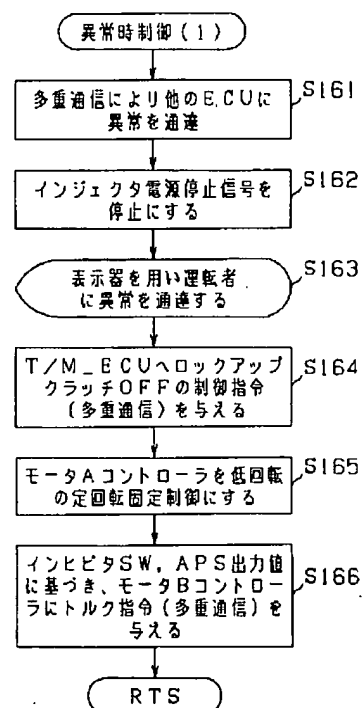 異常時制御(1)
S161
多重通信により他のE.CUに
異常を通達
S162
インジェクタ電源停止信号を
停止にする
S163
表示器を用い運転者
に異常を通達する
S164
T/M_ECUへロックアップ
クラッチOFFの制御指令
(多重通信)を与える
S165
モータAコントローラを低回転
の定回転固定制御にする
S166
インヒビタSW,APS出力値
に基づき、モータBコントロー
ラにトルク指令(多重通信)を
与える
RTS